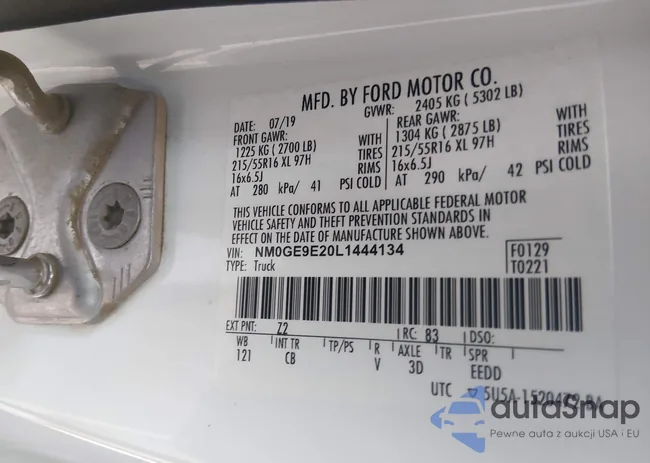 MFD. BY FORD MOTOR CO.
DATE: 07/19 GVWR: 2405 KG ( 5302 LB)
FRONT GAWR: REAR GAWR:
1225 KG ( 2700 LB) 1304 KG ( 2875 LB) WITH
215/55R16 XL 97H TIRES 215/55R16 XL 97H TIRES
16x6.5J RIMS 16x6.5J RIMS
AT 280 kPa/ 41 PSI COLD AT 290 kPa/ 42 PSI COLD
THIS VEHICLE CONFORMS TO ALL APPLICABLE FEDERAL MOTOR
VEHICLE SAFETY AND THEFT PREVENTION STANDARDS IN
EFFECT ON THE DATE OF MANUFACTURE SHOWN ABOVE.
VIN: NM0GE9E20L1444134 F0129
TYPE: Truck T0221
EXT PNT: Z2 RC: 83 DSO:
WB INT TR TP/PS R AXLE TR SPR
121 CB V 3D EEDD
UTC 5U5A-1520472-BA
autoSnap
Pewne auta z aukcji USA i EU